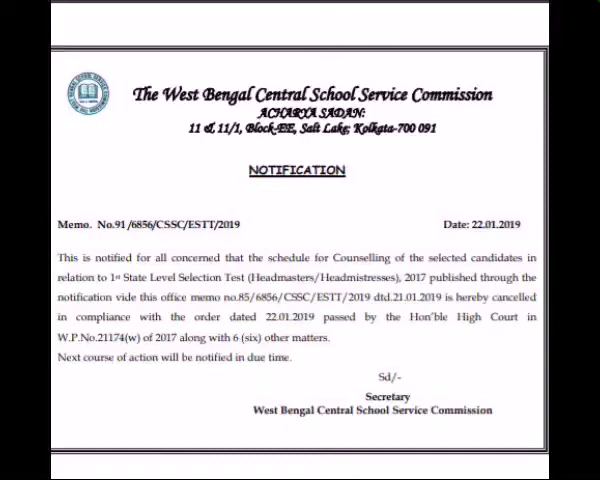 The West Bengal Central School Service Commission
ACHARYA SADAN:
11 & 11/1, Block-EE, Salt Lake; Kolkata-700 091
NOTIFICATION
Memo. No.91/6856/CSSC/ESTT/2019 Date: 22.01.2019
This is notified for all concerned that the schedule for Counselling of the selected candidates in
relation to 1st State Level Selection Test (Headmasters/Headmistresses), 2017 published through the
notification vide this office memo no.85/6856/CSSC/ESTT/2019 dtd.21.01.2019 is hereby cancelled
in compliance with the order dated 22.01.2019 passed by the Hon'ble High Court in
W.P.No.21174(w) of 2017 along with 6 (six) other matters.
Next course of action will be notified in due time.
Sd/-
Secretary
West Bengal Central School Service Commission